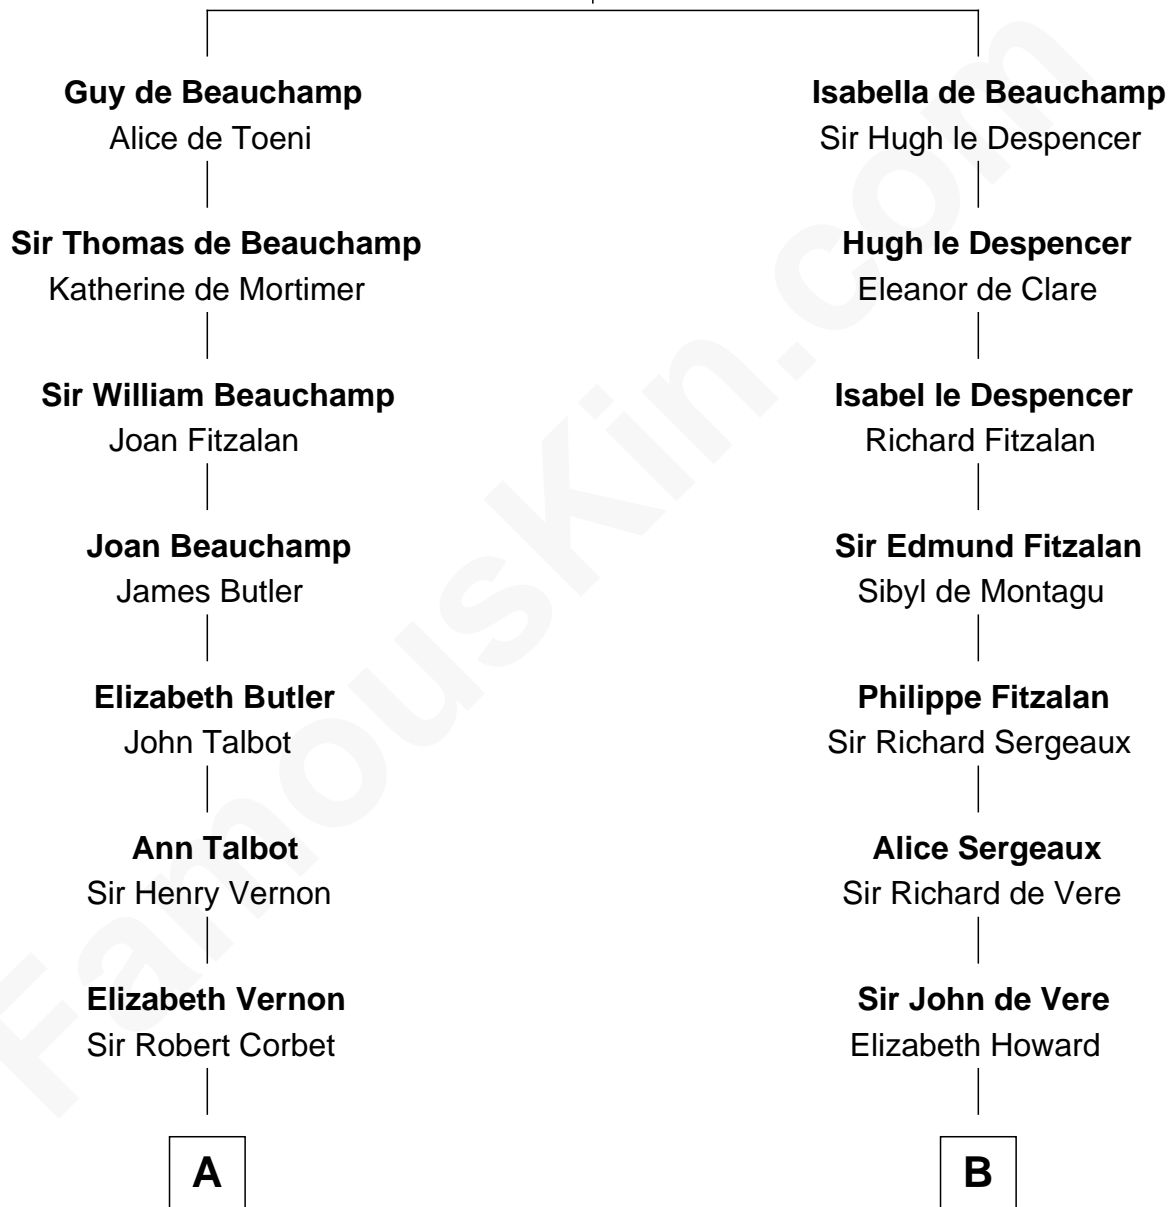 Guy de Beauchamp
Alice de Toeni
Sir Thomas de Beauchamp
Katherine de Mortimer
Sir William Beauchamp
Joan Fitzalan
Joan Beauchamp
James Butler
Elizabeth Butler
John Talbot
Ann Talbot
Sir Henry Vernon
Elizabeth Vernon
Sir Robert Corbet
A
Isabella de Beauchamp
Sir Hugh le Despencer
Hugh le Despencer
Eleanor de Clare
Isabel le Despencer
Richard Fitzalan
Sir Edmund Fitzalan
Sibyl de Montagu
Philippe Fitzalan
Sir Richard Sergeaux
Alice Sergeaux
Sir Richard de Vere
Sir John de Vere
Elizabeth Howard
B
FamousKin.com